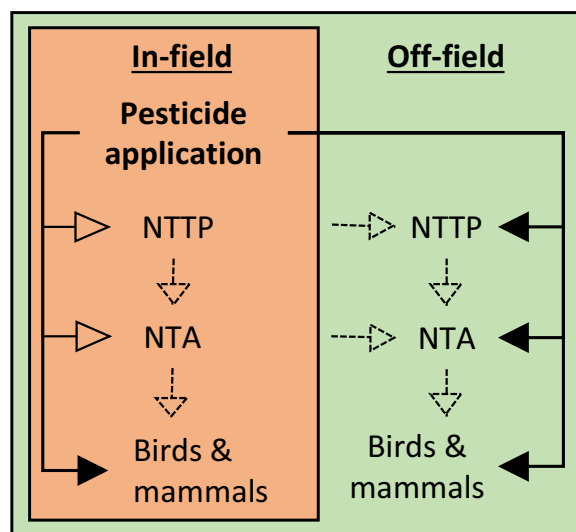 In-field
Off-field
Pesticide
application
NTTP
NTTP
NTA
NTA
Birds &
mammals
Birds &
mammals